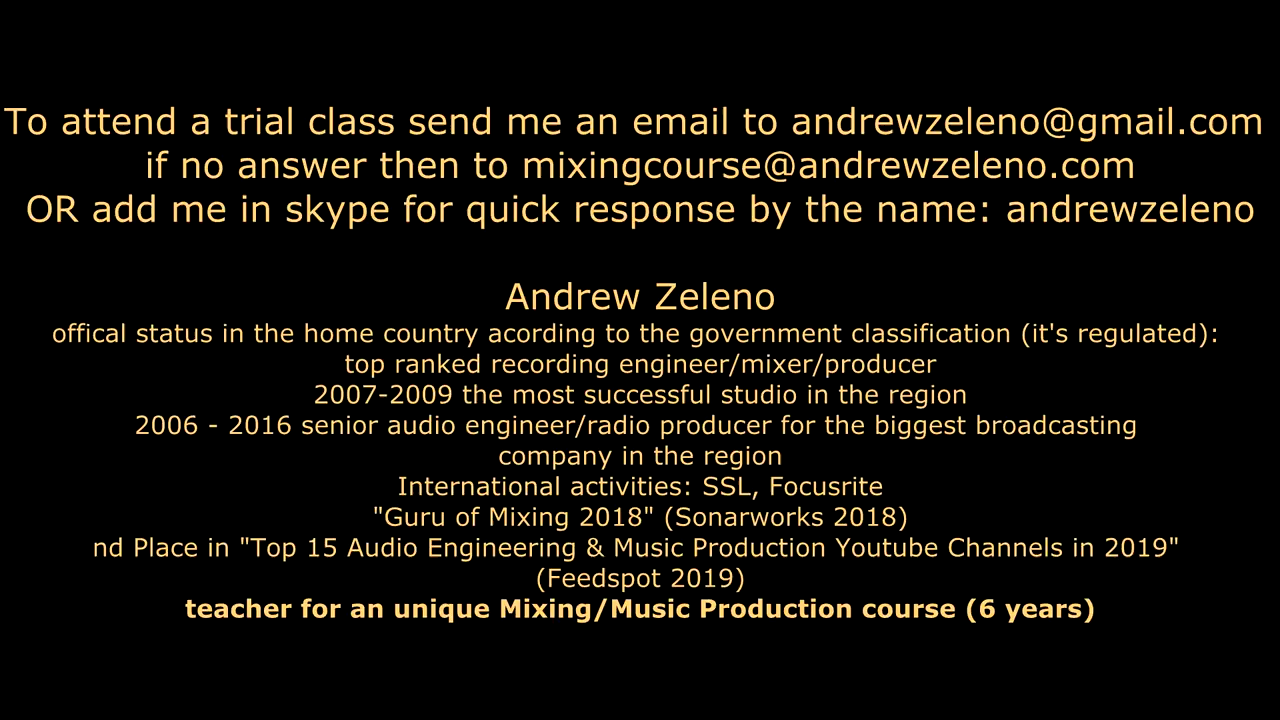 To attend a trial class send me an email to andrewzeleno@gmail.com
if no answer then to mixingcourse@andrewzeleno.com
OR add me in skype for quick response by the name: andrewzeleno
Andrew Zeleno
offical status in the home country acording to the government classification (it's regulated):
top ranked recording engineer/mixer/producer
2007-2009 the most successful studio in the region
2006 - 2016 senior audio engineer/radio producer for the biggest broadcasting
company in the region
International activities: SSL, Focusrite
"Guru of Mixing 2018" (Sonarworks 2018)
nd Place in "Top 15 Audio Engineering & Music Production Youtube Channels in 2019"
(Feedspot 2019)
teacher for an unique Mixing/Music Production course (6 years)